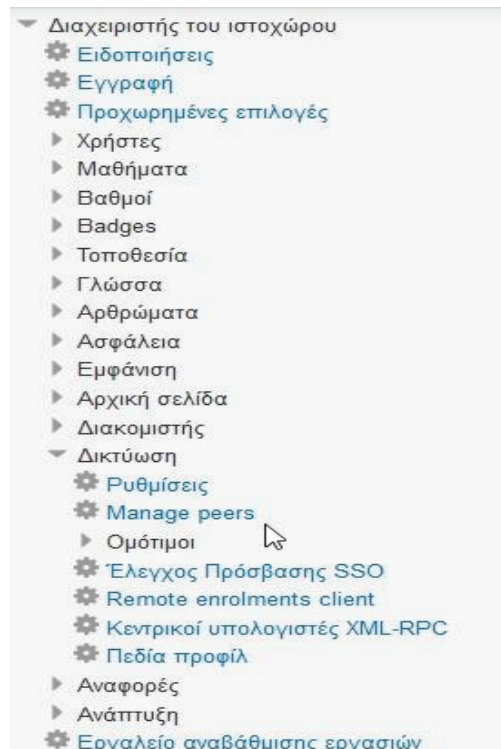 Διαχειριστής του ιστοχώρου
Ειδοποιήσεις
Εγγραφή
Προχωρημένες επιλογές
Χρήστες
Μαθήματα
Βαθμοί
Badges
Τοποθεσία
Γλώσσα
Αρθρώματα
Ασφάλεια
Εμφάνιση
Αρχική σελίδα
Διακομιστής
Δικτύωση
Ρυθμίσεις
Manage peers
Ομότιμοι
Έλεγχος Πρόσβασης SSO
Remote enrolments client
Κεντρικοί υπολογιστές XML-RPC
Πεδία προφίλ
Αναφορές
Ανάπτυξη
Εργαλείο αναβάθμισης εργασιών